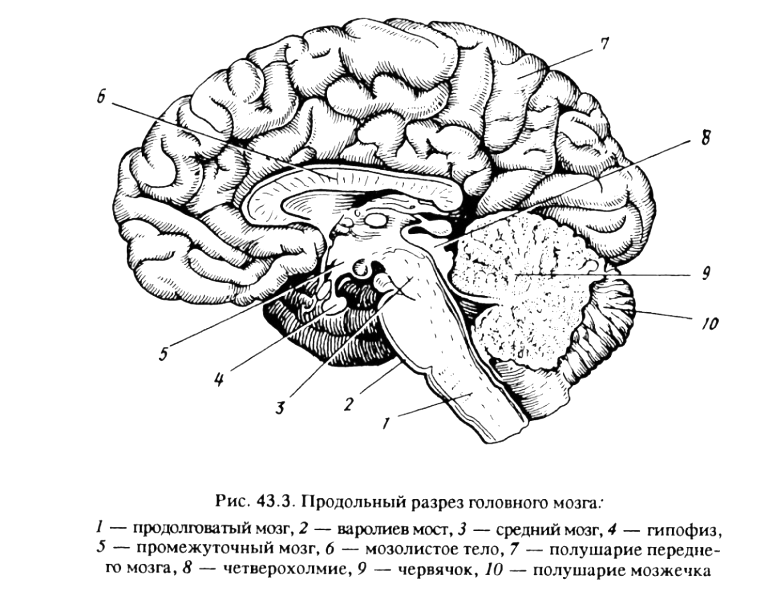 7
6
8
9
10
5
4
3
2
1
Рис. 43.3. Продольный разрез головного мозга:
1 — продолговатый мозг, 2 — варолиев мост, 3 — средний мозг, 4 — гипофиз,
5 — промежуточный мозг, 6 — мозолистое тело, 7 — полушарие передне-
го мозга, 8 — четверохолмие, 9 — червячок, 10 — полушарие мозжечка